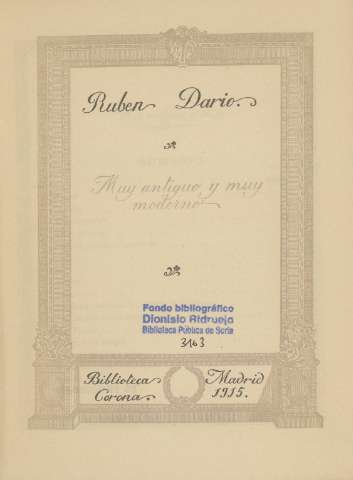 Ruben Dario.
Muy antiguo y muy
moderno
Fondo bibliográfico
Dionisio Ridruejo
Biblioteca Pública de Soria
3163
Biblioteca Corona.
Madrid 1915.